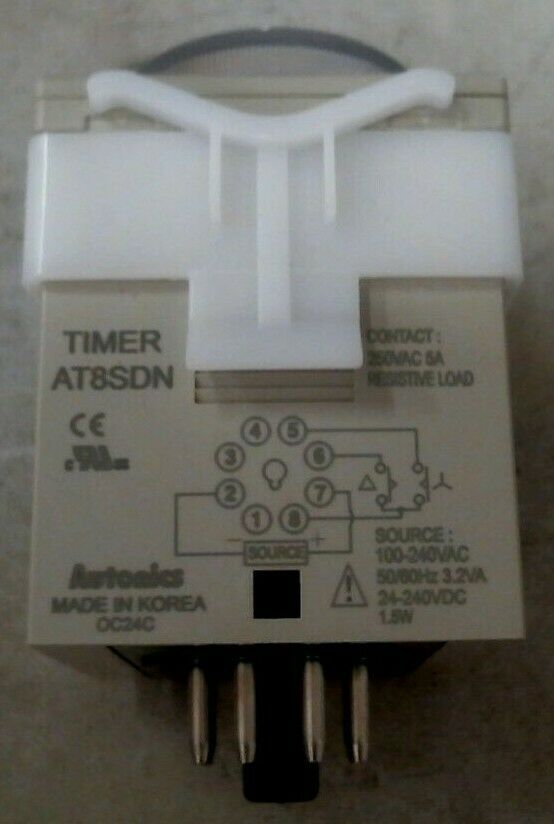 TIMER
AT8SDN
CONTACT :
250VAC 5A
RESISTIVE LOAD
CE
4 5
3 6
2 7
1 8
- SOURCE +
SOURCE :
100-240VAC
50/60Hz 3.2VA
24-240VDC
1.5W
Autonics
MADE IN KOREA
OC24C